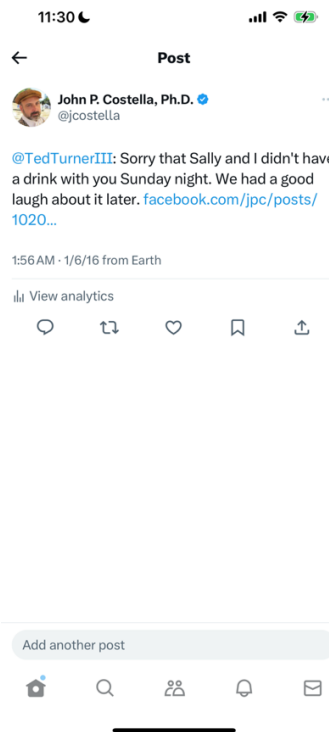 11:30
Post
John P. Costella, Ph.D.
@jcostella
@TedTurnerIII: Sorry that Sally and I didn't have
a drink with you Sunday night. We had a good
laugh about it later. facebook.com/jpc/posts/
1020...
1:56 AM · 1/6/16 from Earth
View analytics
Add another post